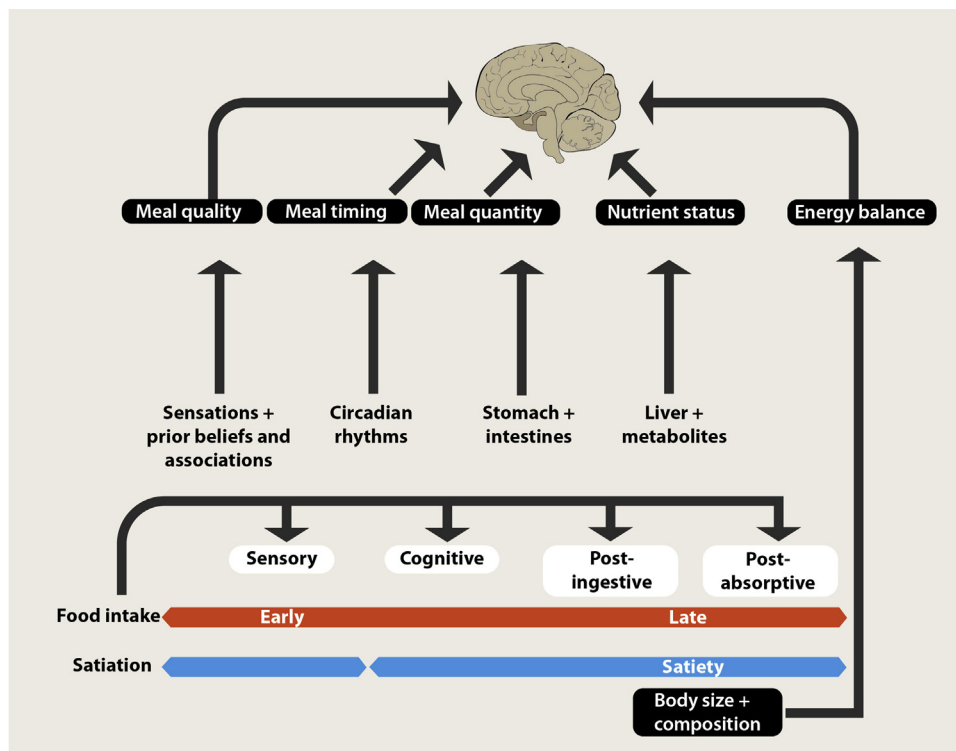 Meal quality
Meal timing
Meal quantity
Nutrient status
Energy balance
Sensations +
prior beliefs and
associations
Circadian
rhythms
Stomach +
intestines
Liver +
metabolites
Sensory
Cognitive
Post-
ingestive
Post-
absorptive
Food intake
Early
Late
Satiation
Satiety
Body size +
composition